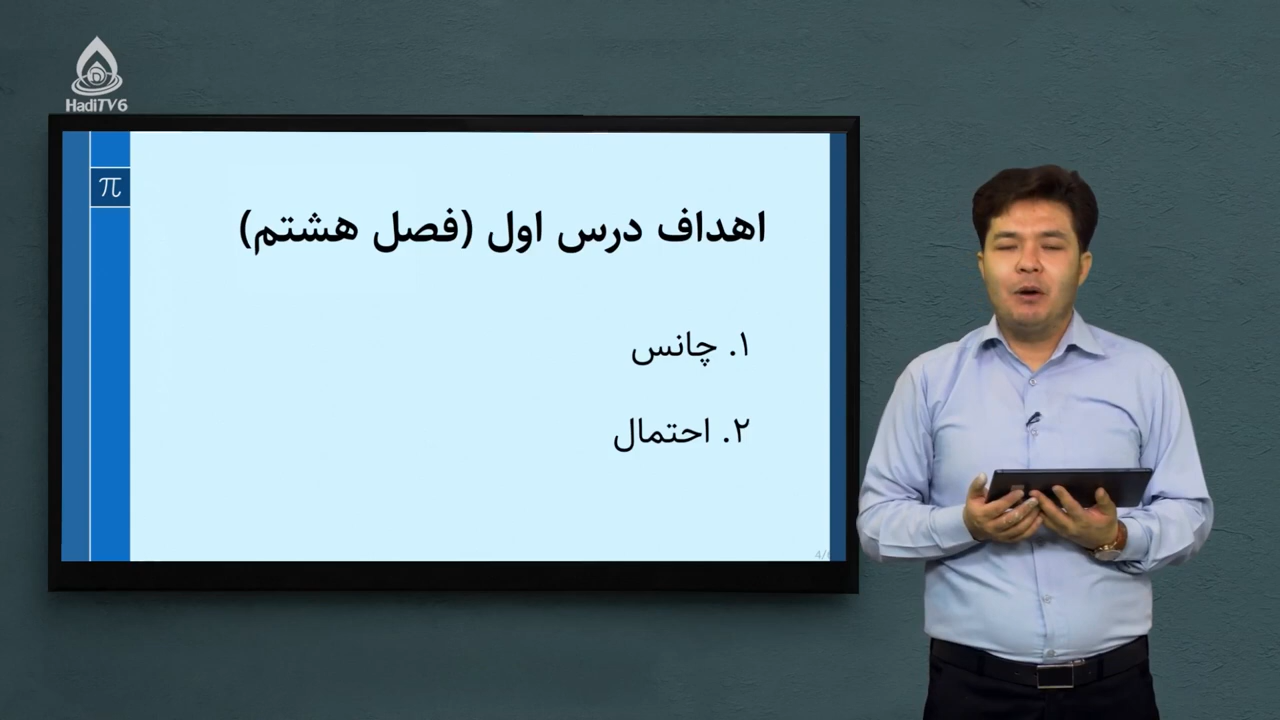 HadiTV6
π
اهداف درس اول (فصل هشتم)
۱. چانس
۲. احتمال